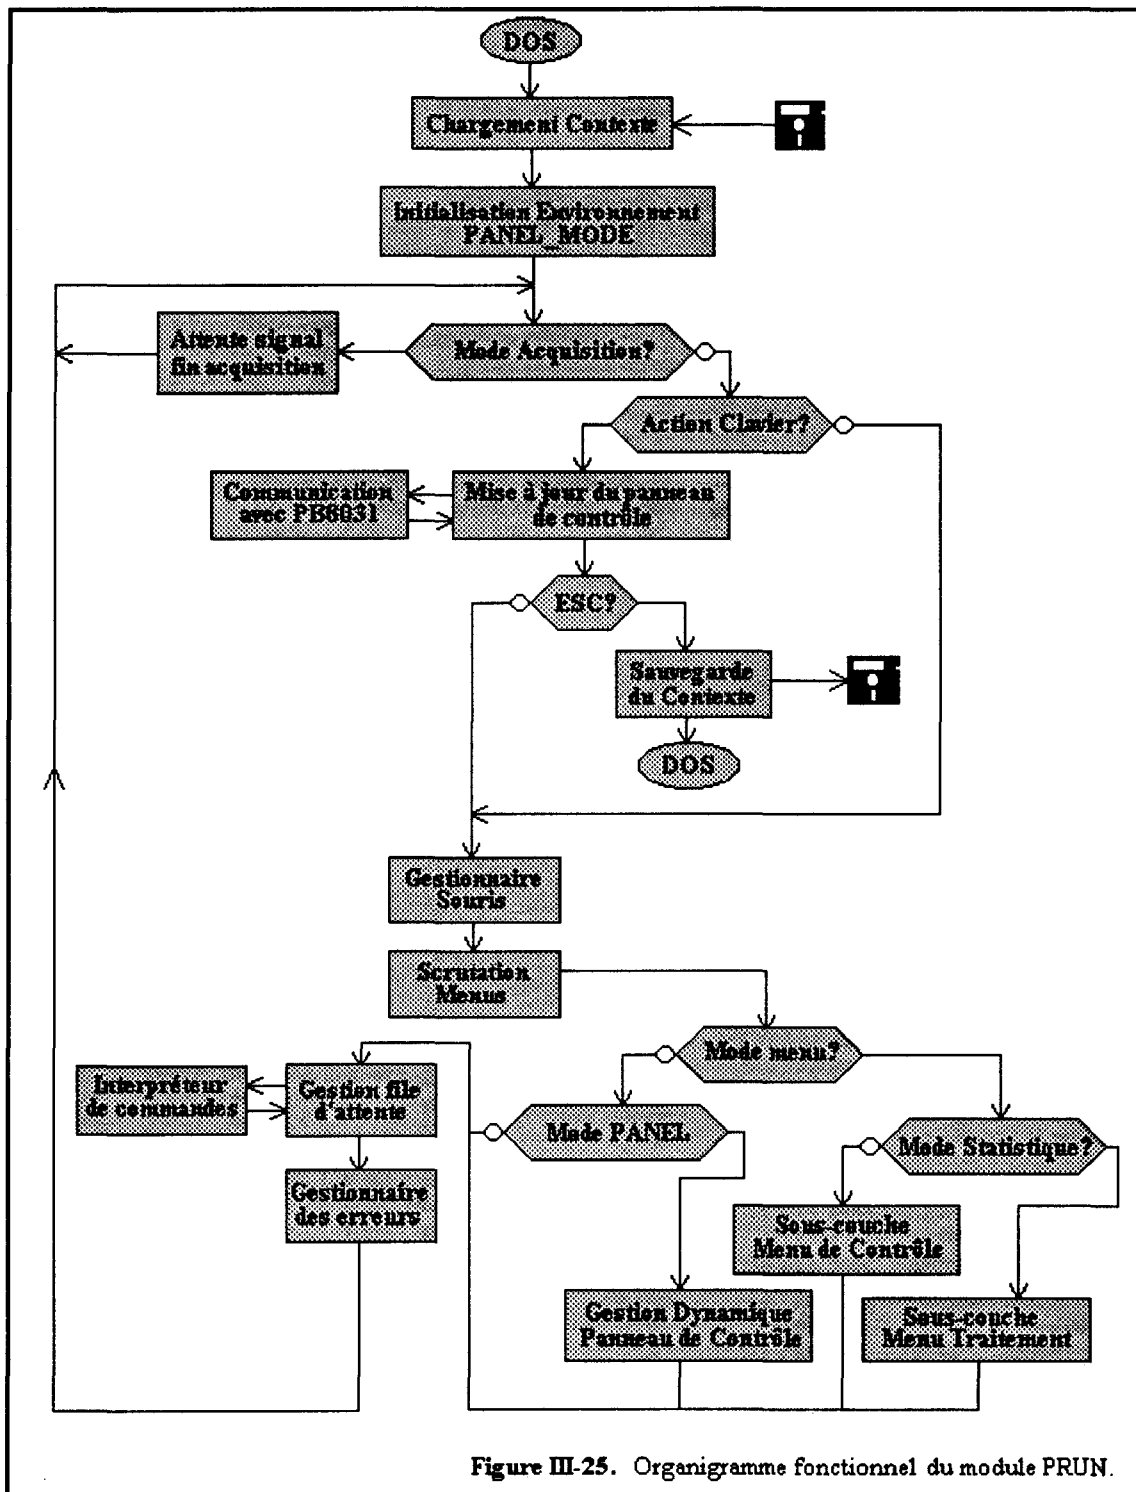 DOS
Chargement Contexte
Initialisation Environnement
PANEL_MODE
Attente signal
fin acquisition
Mode Acquisition?
Action Clavier?
Communication
avec PB6031
Mise à jour du panneau
de contrôle
ESC?
Sauvegarde
du Contexte
DOS
Gestionnaire
Souris
Scrutation
Menus
Mode menu?
Interpréteur
de commandes
Gestion file
d'attente
Mode PANEL
Mode Statistique?
Gestionnaire
des erreurs
Sous-couche
Menu de Contrôle
Gestion Dynamique
Panneau de Contrôle
Sous-couche
Menu Traitement
Figure III-25. Organigramme fonctionnel du module PRUN.